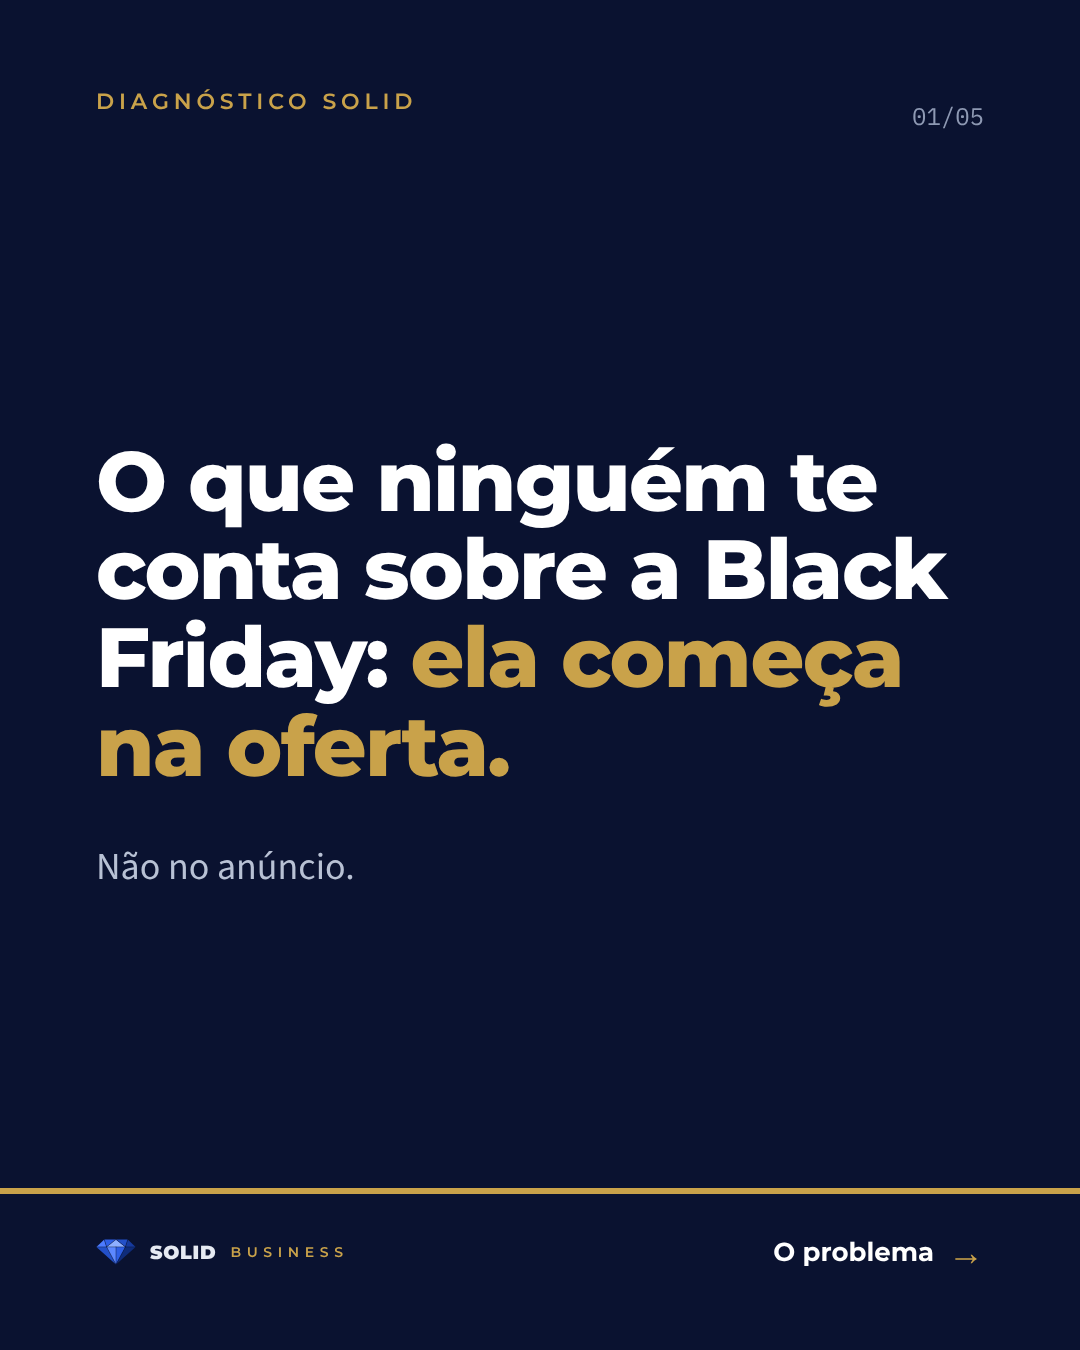 DIAGNÓSTICO SOLID
01/05
O que ninguém te
conta sobre a Black
Friday: ela começa
na oferta.
Não no anúncio.
SOLID BUSINESS
O problema →